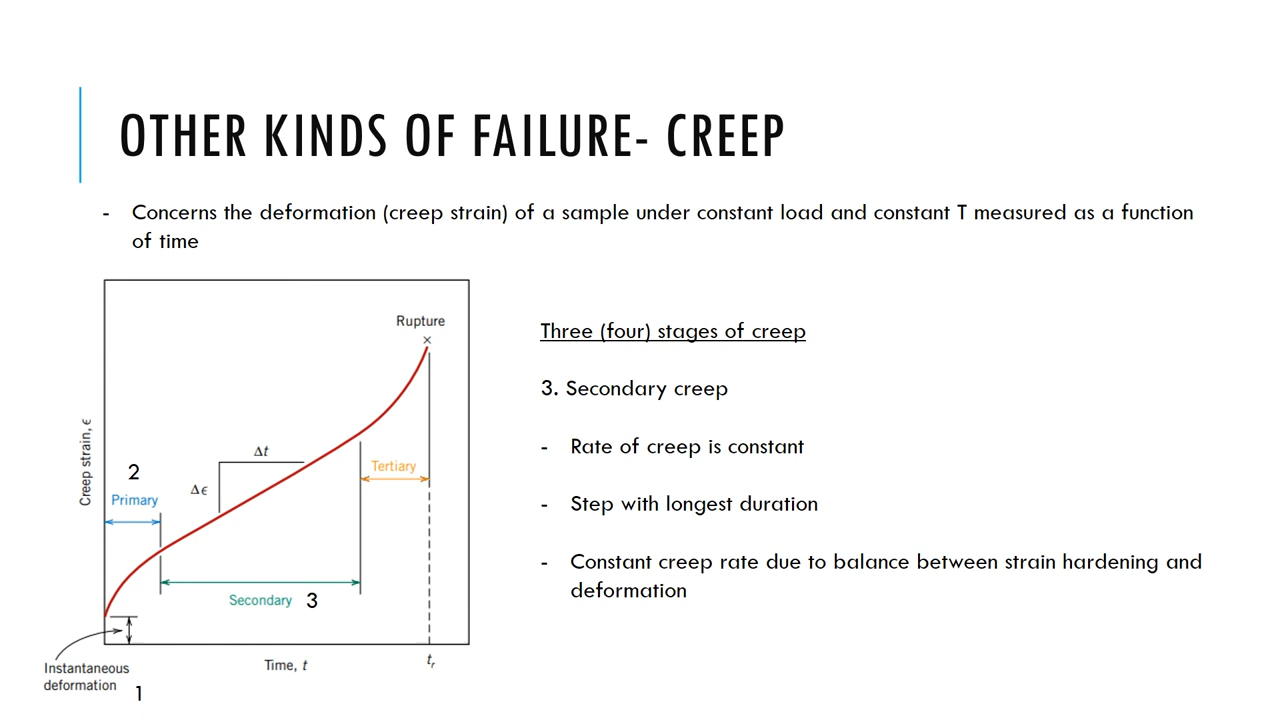 OTHER KINDS OF FAILURE- CREEP
- Concerns the deformation (creep strain) of a sample under constant load and constant T measured as a function
of time
Rupture
×
Creep strain, ϵ
Δt
Δϵ
2
Primary
Tertiary
Secondary 3
Instantaneous
deformation 1
Time, t
tr
Three (four) stages of creep
3. Secondary creep
- Rate of creep is constant
- Step with longest duration
- Constant creep rate due to balance between strain hardening and
deformation